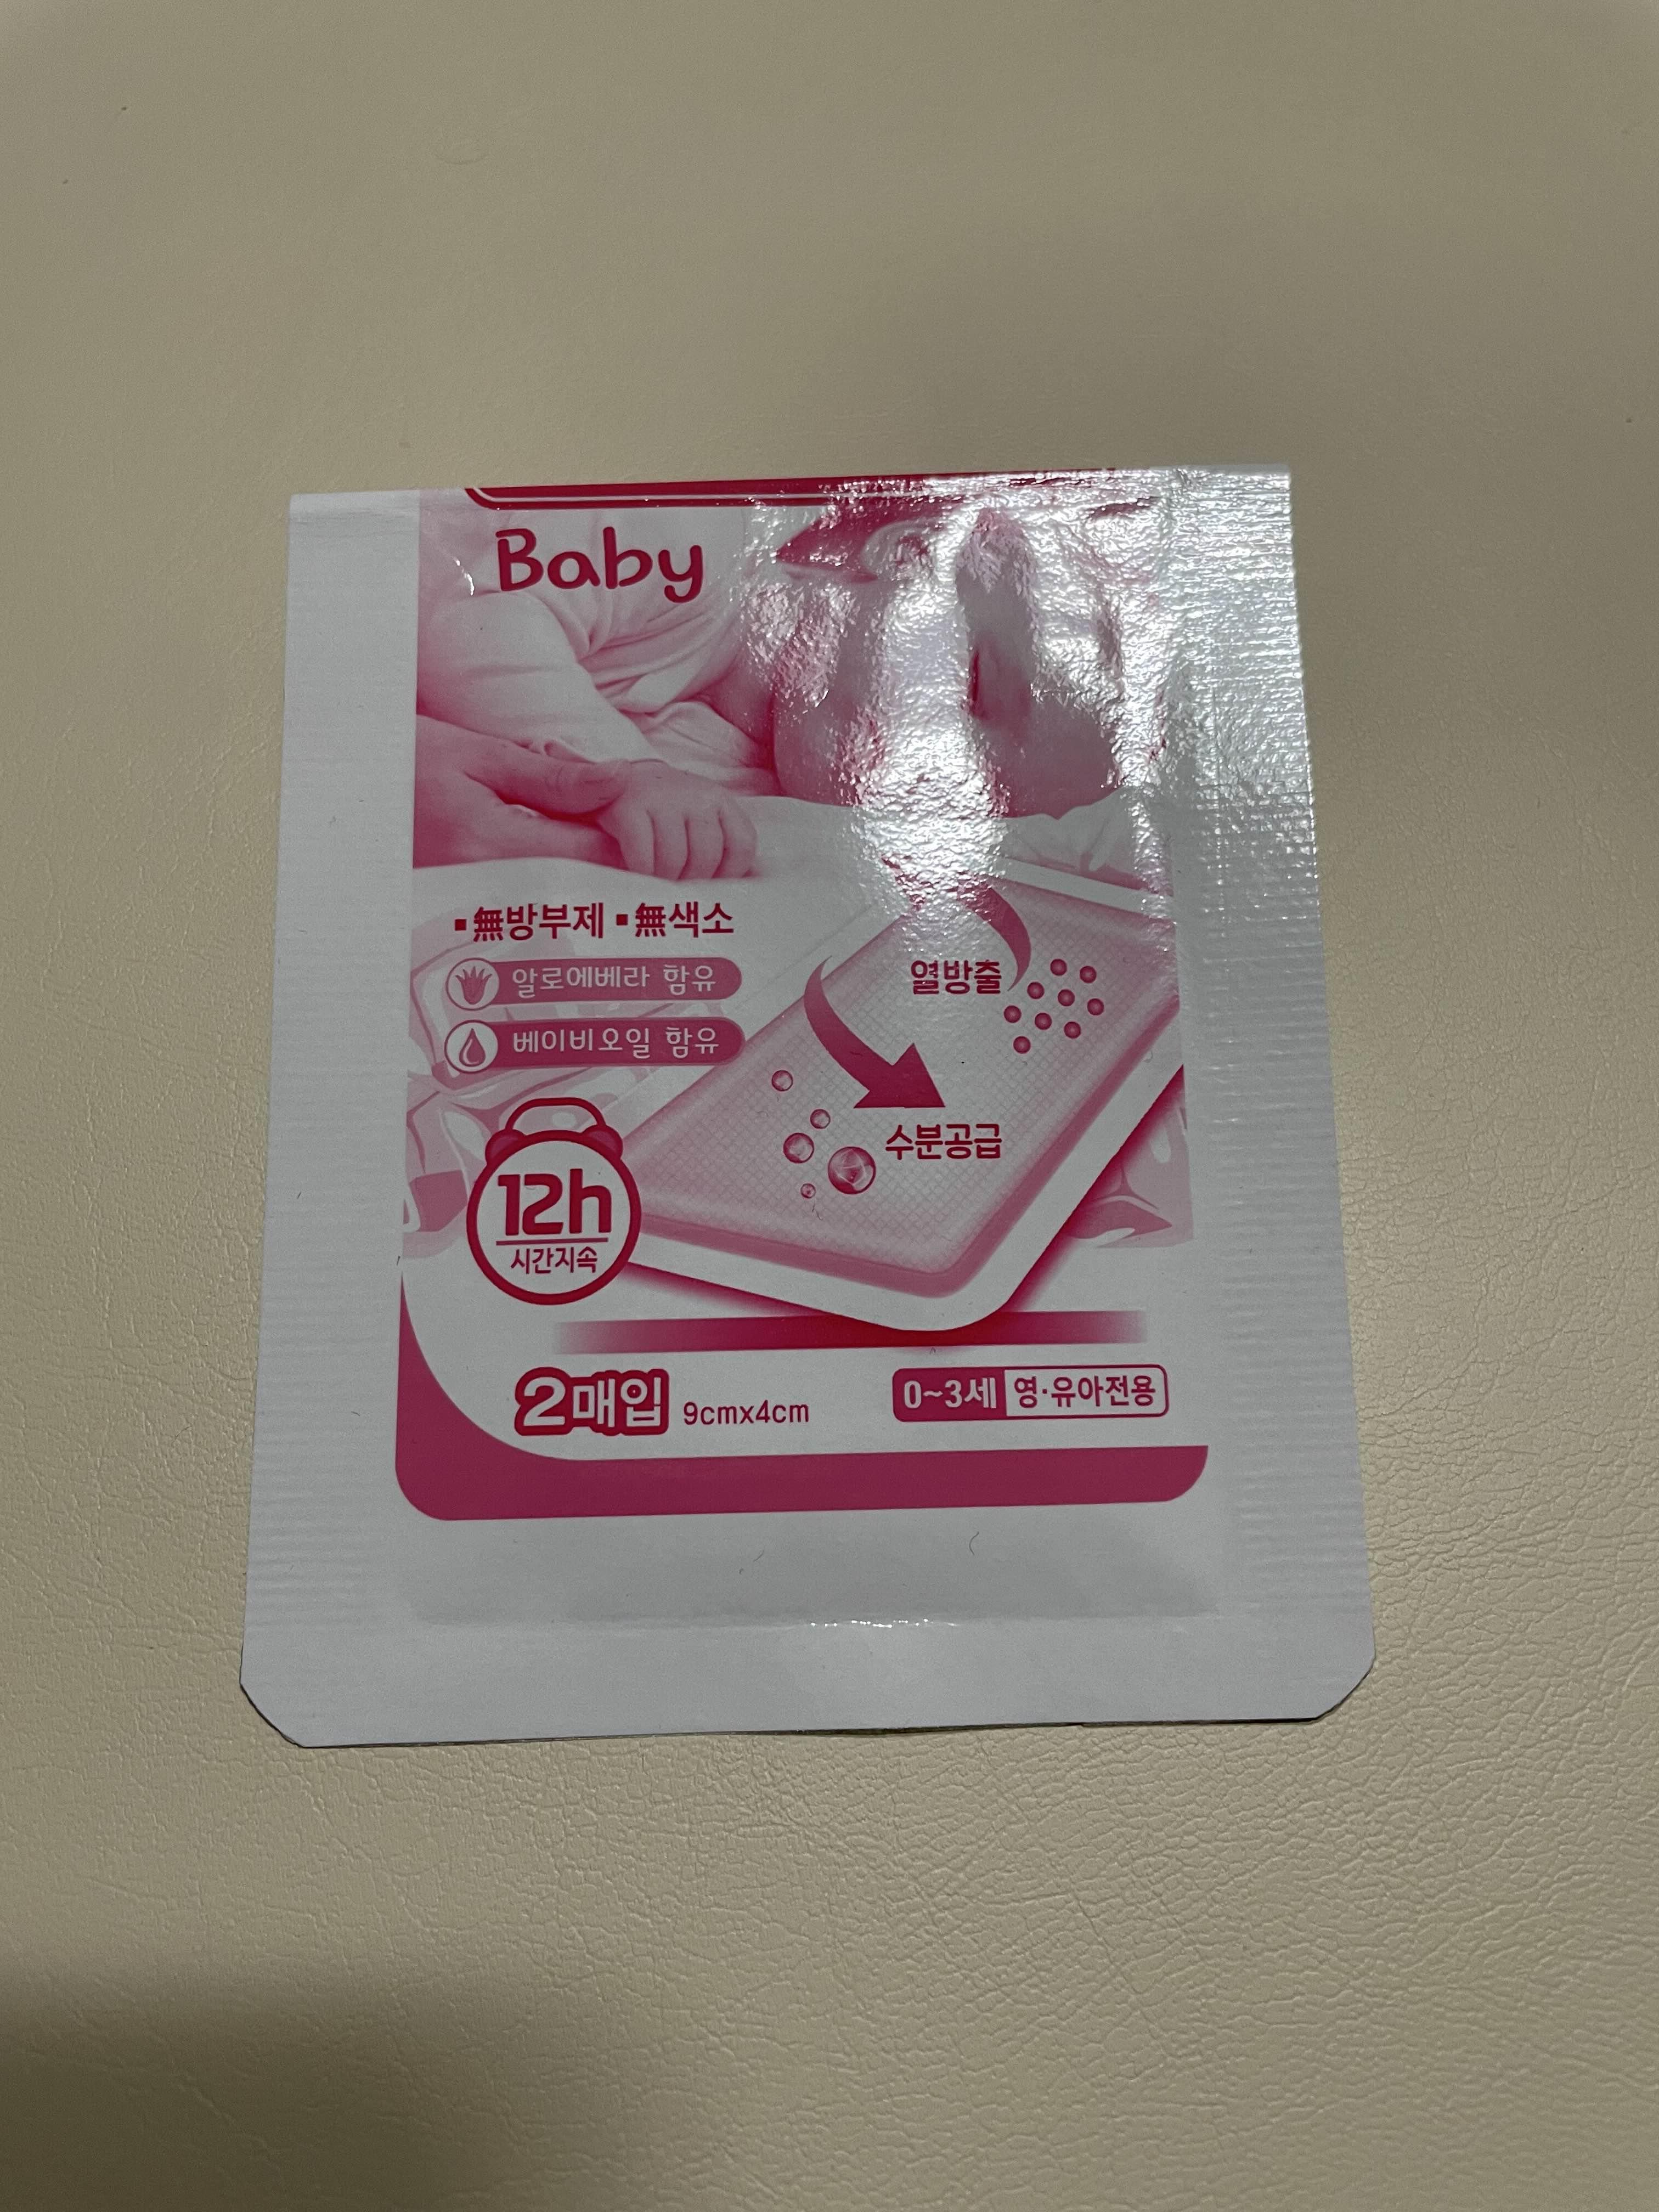 Baby
▪無방부제 ▪無색소
알로에베라 함유
베이비오일 함유
열방출
수분공급
12h
시간지속
2매입 9cmx4cm
0~3세 영·유아전용